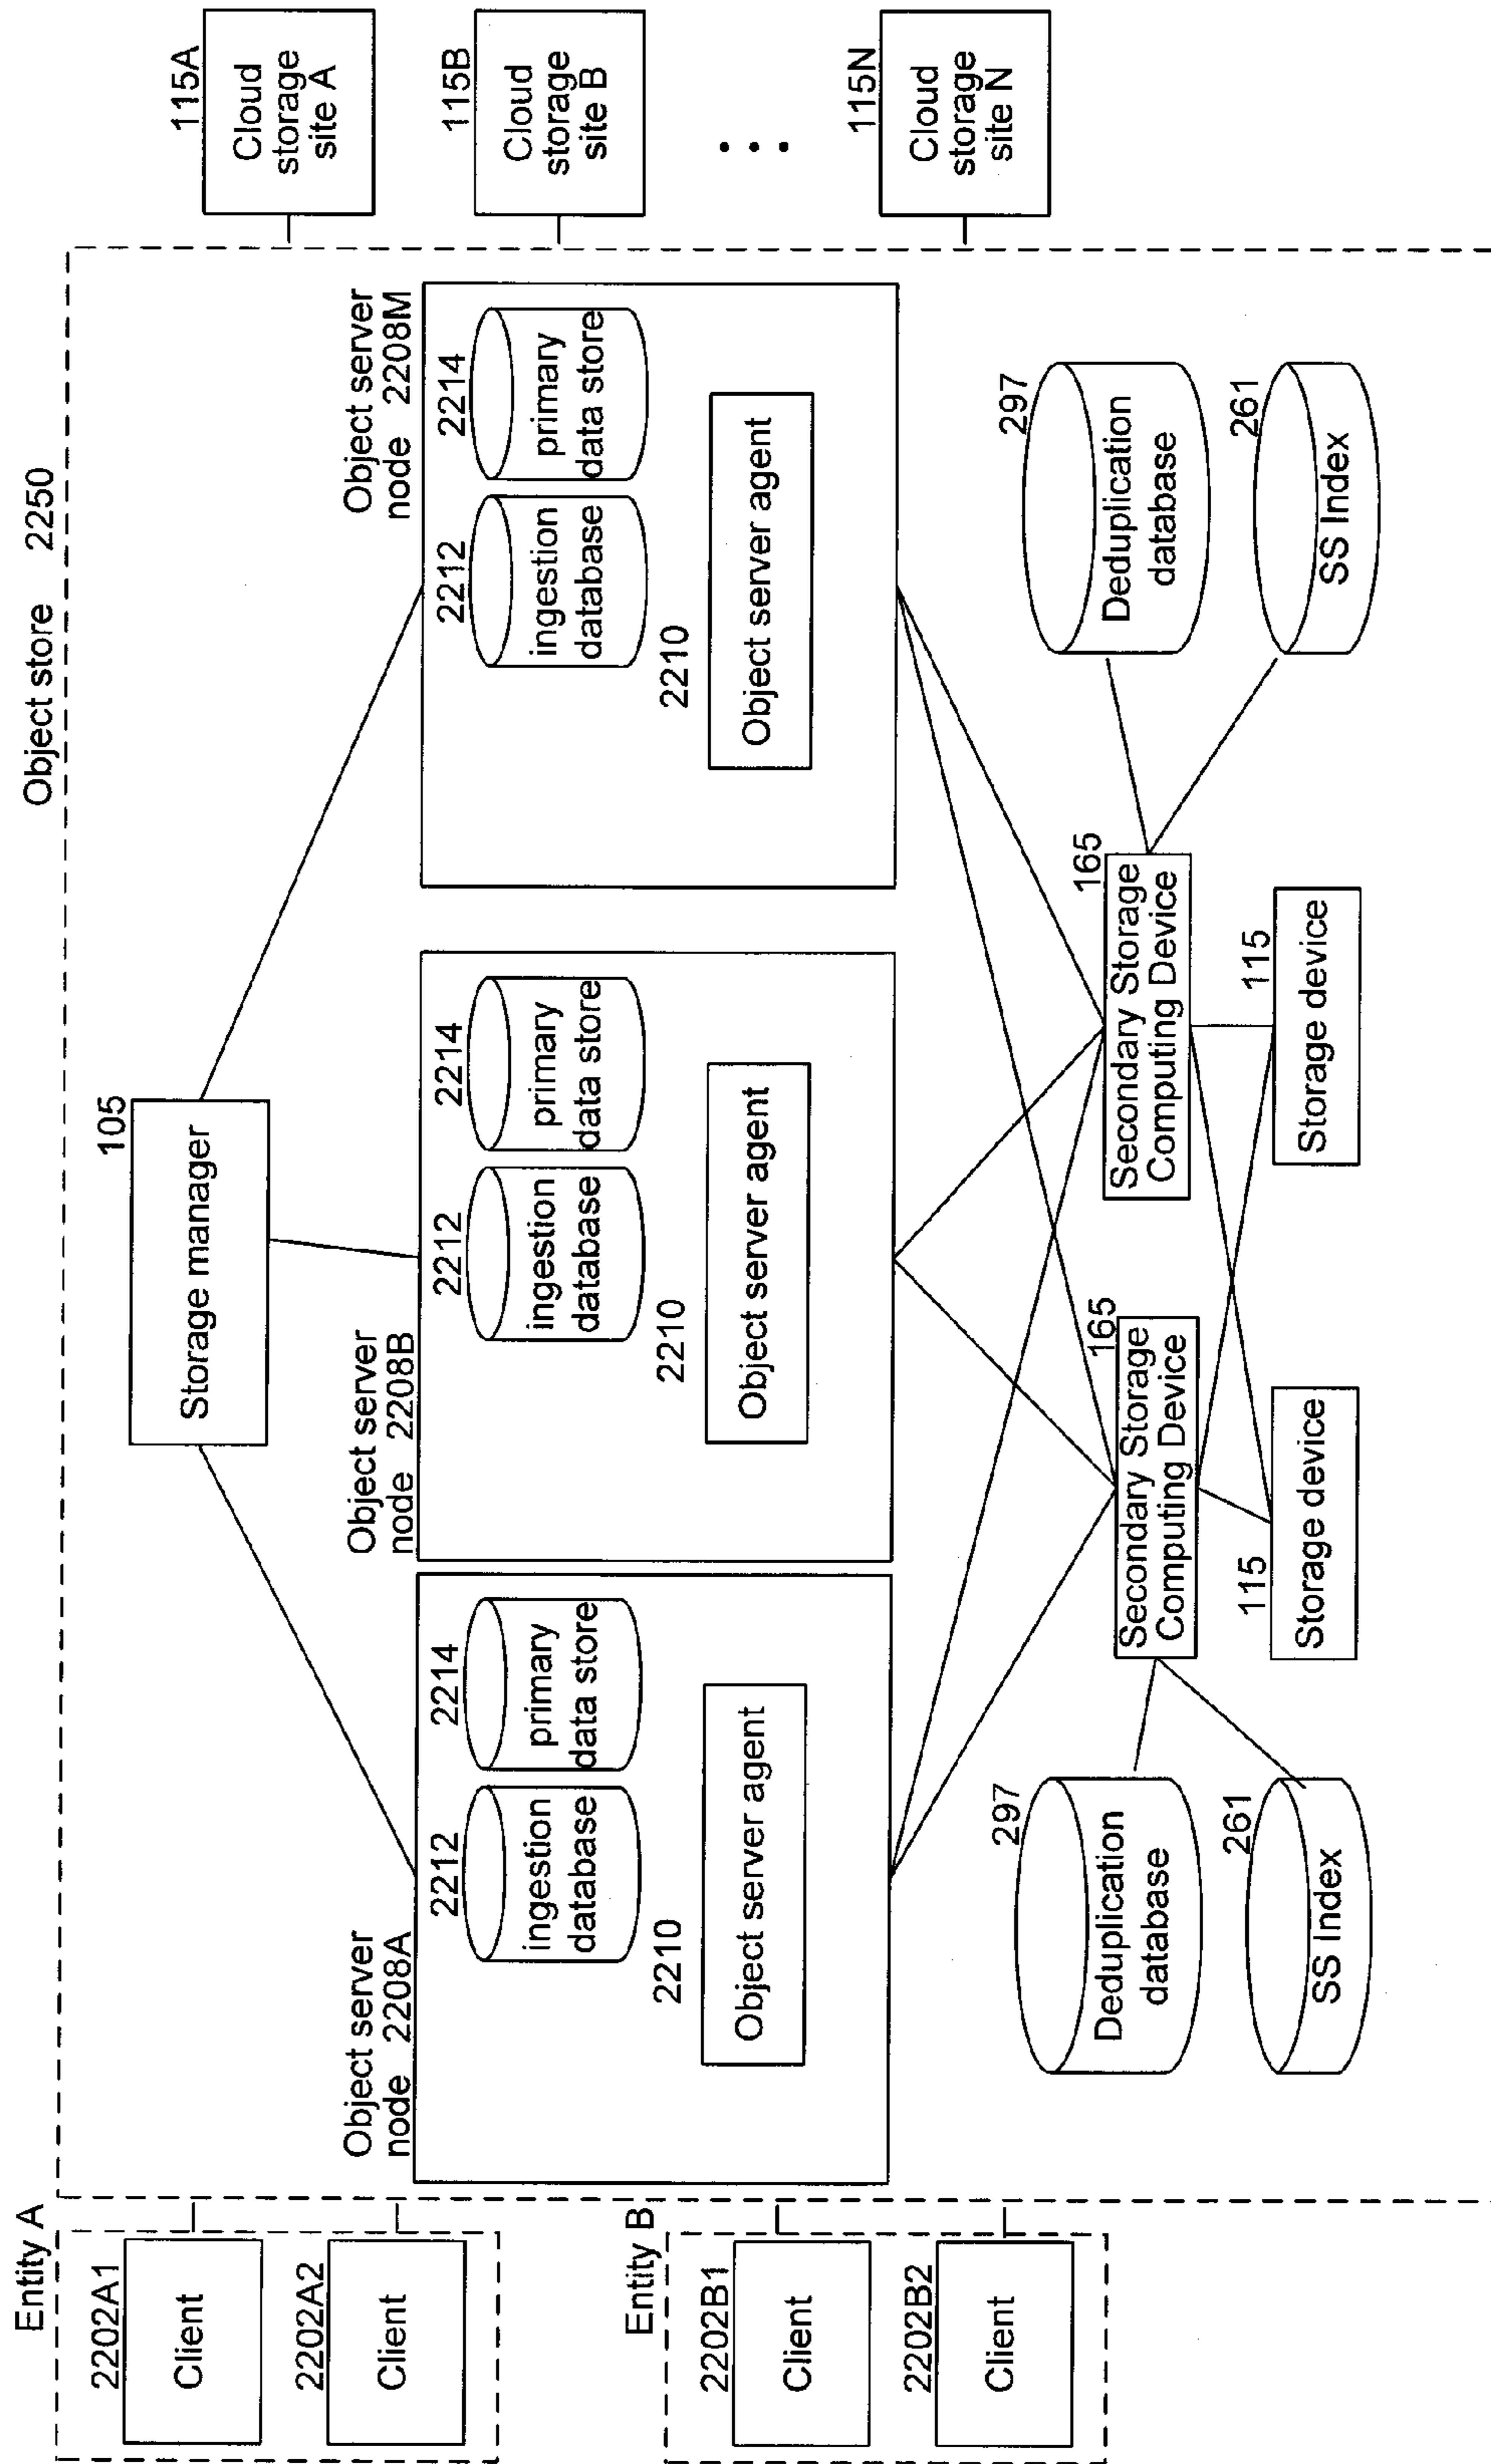 Object store 2250
Entity A
2202A1
Client
2202A2
Client
Entity B
2202B1
Client
2202B2
Client
105
Storage manager
Object server
node 2208A
2212
ingestion
database
2214
primary
data store
2210
Object server agent
Object server
node 2208B
2212
ingestion
database
2214
primary
data store
2210
Object server agent
Object server
node 2208M
2212
ingestion
database
2214
primary
data store
2210
Object server agent
297
Deduplication
database
261
SS Index
165
Secondary Storage
Computing Device
115
Storage device
165
Secondary Storage
Computing Device
115
Storage device
297
Deduplication
database
261
SS Index
115A
Cloud
storage
site A
115B
Cloud
storage
site B
...
115N
Cloud
storage
site N